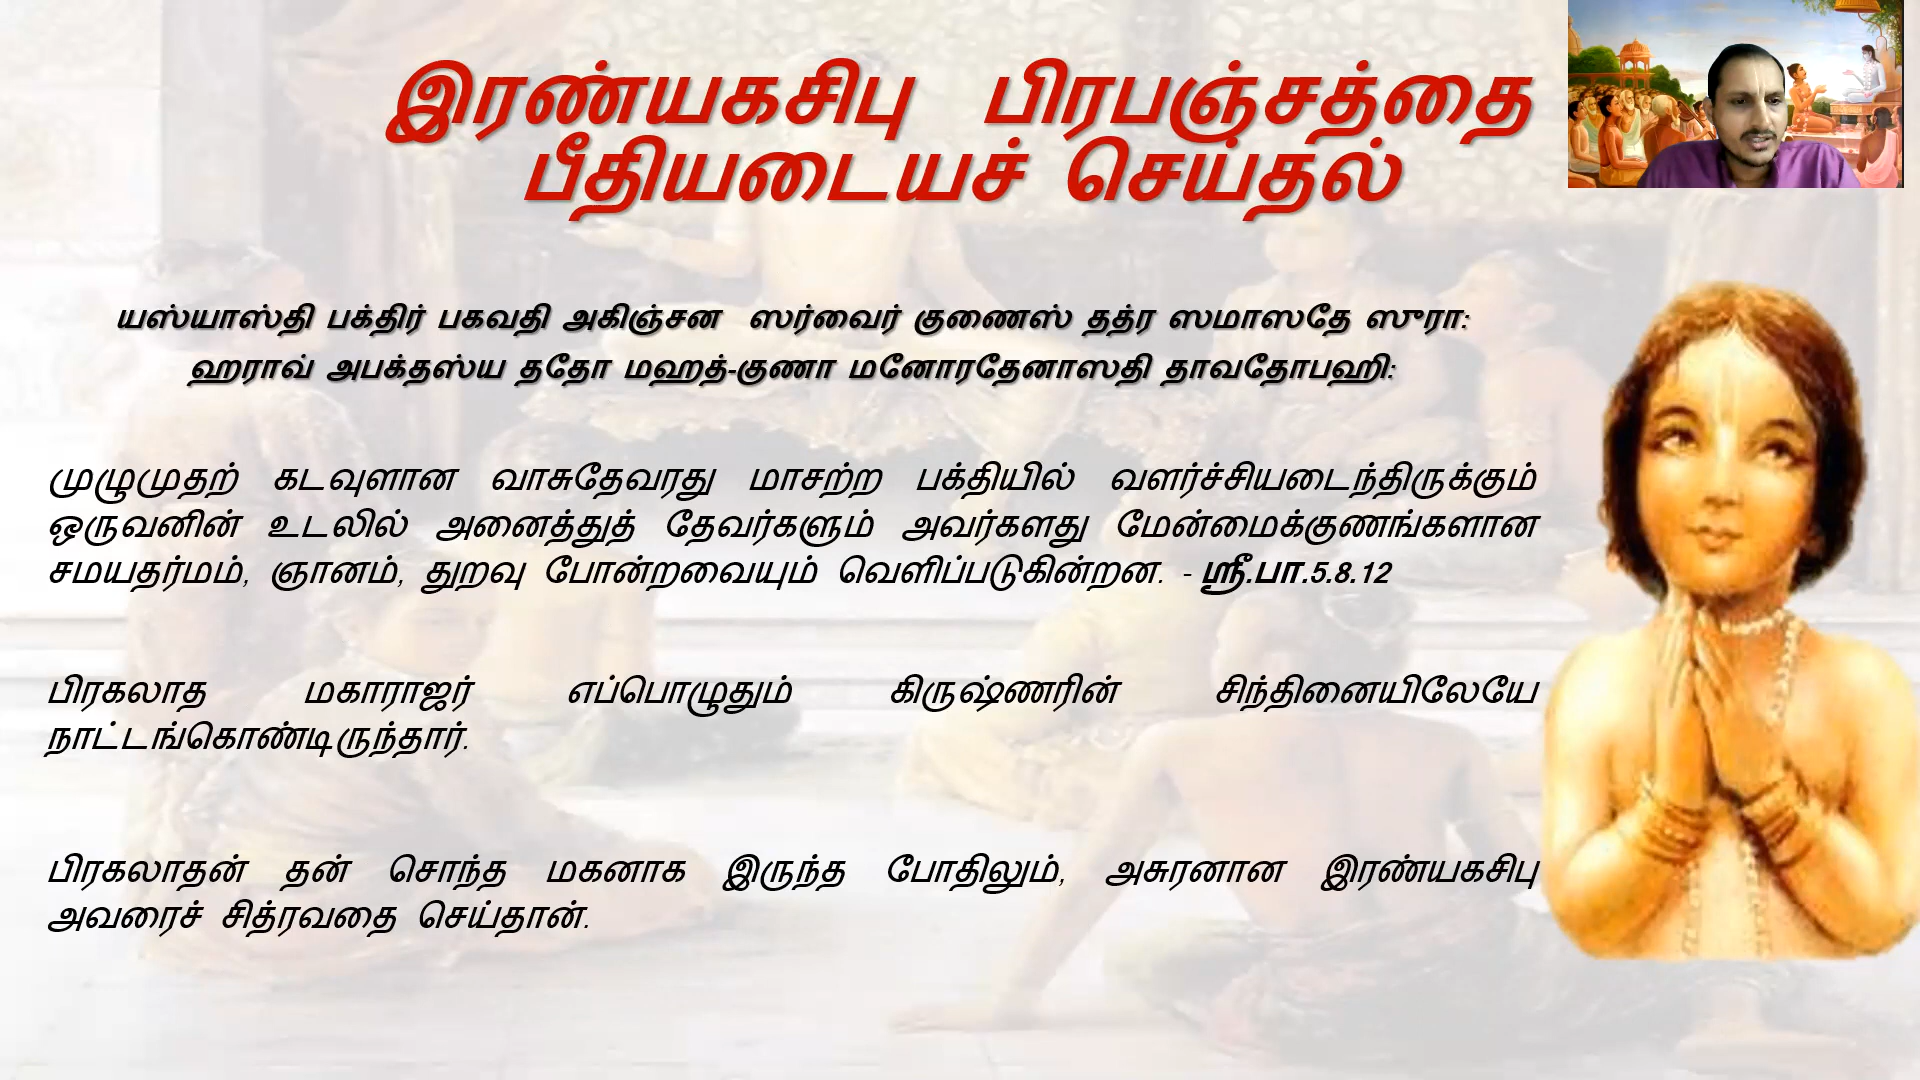 இரண்யகசிபு பிரபஞ்சத்தை
பீதியடையச் செய்தல்
யஸ்யாஸ்தி பக்திர் பகவதி அகிஞ்சன ஸர்வைர் குணைஸ் தத்ர ஸமாஸதே ஸுரா:
ஹராவ் அபக்தஸ்ய ததோ மஹத்-குணா மனோரதேனாஸதி தாவதோபஹி:
முழுமுதற் கடவுளான வாசுதேவரது மாசற்ற பக்தியில் வளர்ச்சியடைந்திருக்கும்
ஒருவனின் உடலில் அனைத்துத் தேவர்களும் அவர்களது மேன்மைக்குணங்களான
சமயதர்மம், ஞானம், துறவு போன்றவையும் வெளிப்படுகின்றன. - ஸ்ரீ.பா.5.8.12
பிரகலாத மகாராஜர் எப்பொழுதும் கிருஷ்ணரின் சிந்தினையிலேயே
நாட்டங்கொண்டிருந்தார்.
பிரகலாதன் தன் சொந்த மகனாக இருந்த போதிலும், அசுரனான இரண்யகசிபு
அவரைச் சித்ரவதை செய்தான்.